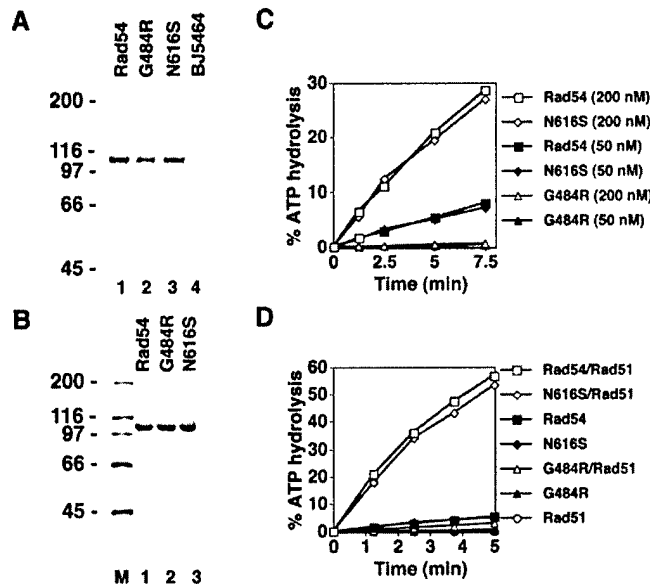 A
Rad54
G484R
N616S
BJ5464
200 -
116 -
97 -
66 -
45 -
1 2 3 4
B
Rad54
G484R
N616S
200 -
116 -
97 -
66 -
45 -
M 1 2 3
C
% ATP hydrolysis
30
20
10
0
0 2.5 5 7.5
Time (min)
Rad54 (200 nM)
N616S (200 nM)
Rad54 (50 nM)
N616S (50 nM)
G484R (200 nM)
G484R (50 nM)
D
% ATP hydrolysis
60
50
40
30
20
10
0
0 1 2 3 4 5
Time (min)
Rad54/Rad51
N616S/Rad51
Rad54
N616S
G484R/Rad51
G484R
Rad51